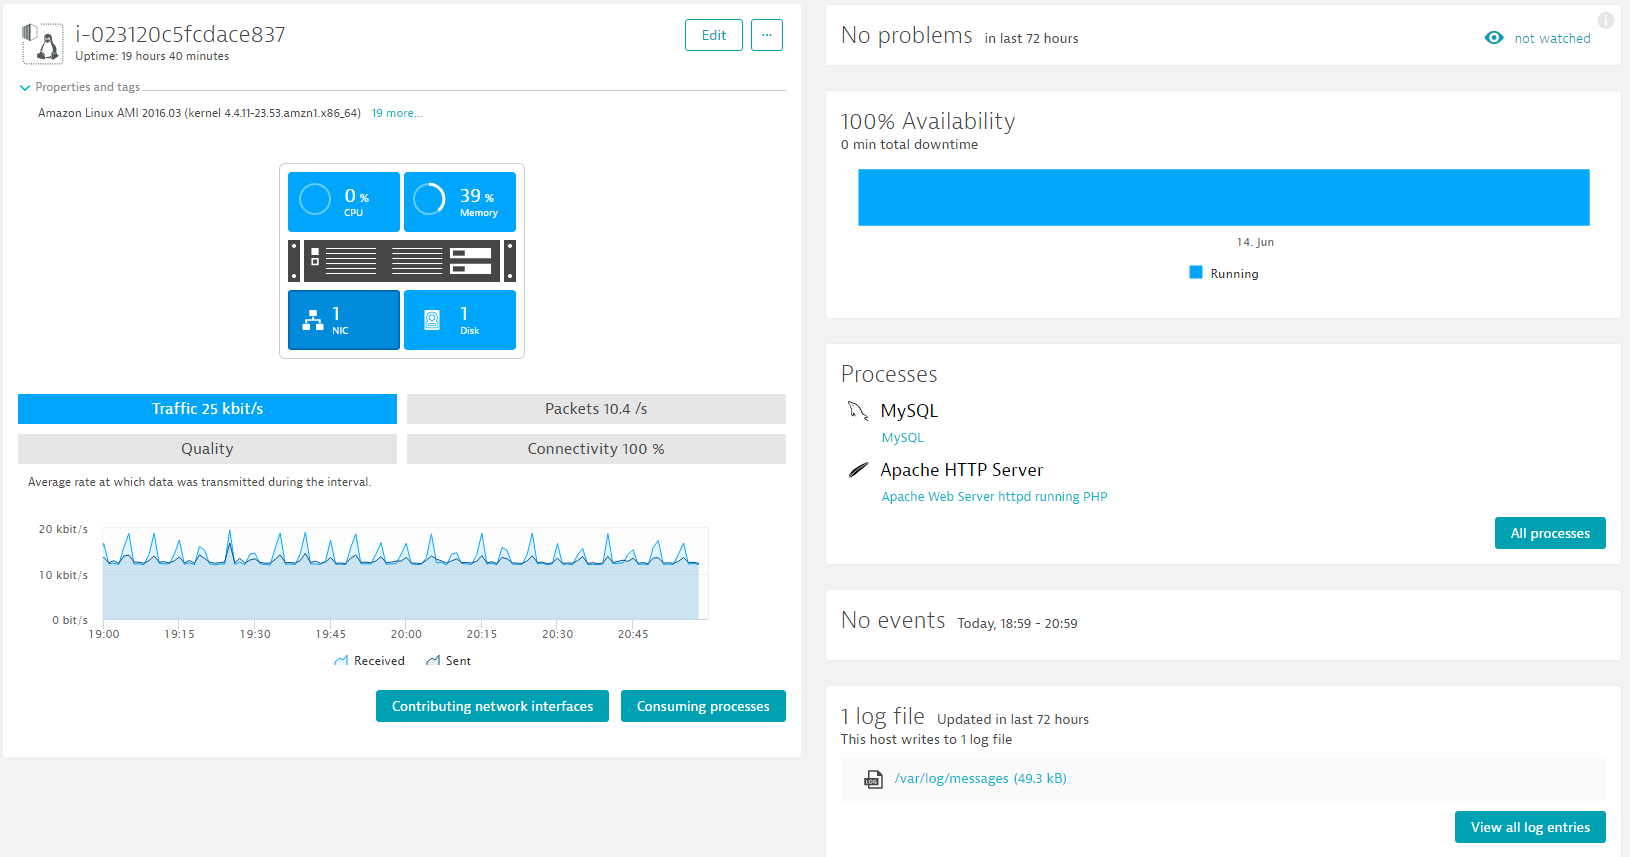 i-023120c5fcdace837
Uptime: 19 hours 40 minutes
Edit
...
Properties and tags
Amazon Linux AMI 2016.03 (kernel 4.4.11-23.53.amzn1.x86_64) 19 more...
0 %
CPU
39 %
Memory
1
NIC
1
Disk
Traffic 25 kbit/s
Packets 10.4 /s
Quality
Connectivity 100 %
Average rate at which data was transmitted during the interval.
20 kbit/s
10 kbit/s
0 bit/s
19:00 19:15 19:30 19:45 20:00 20:15 20:30 20:45
Received Sent
Contributing network interfaces
Consuming processes
No problems in last 72 hours
not watched
i
100% Availability
0 min total downtime
14. Jun
Running
Processes
MySQL
MySQL
Apache HTTP Server
Apache Web Server httpd running PHP
All processes
No events Today, 18:59 - 20:59
1 log file Updated in last 72 hours
This host writes to 1 log file
LOG
/var/log/messages (49.3 kB)
View all log entries